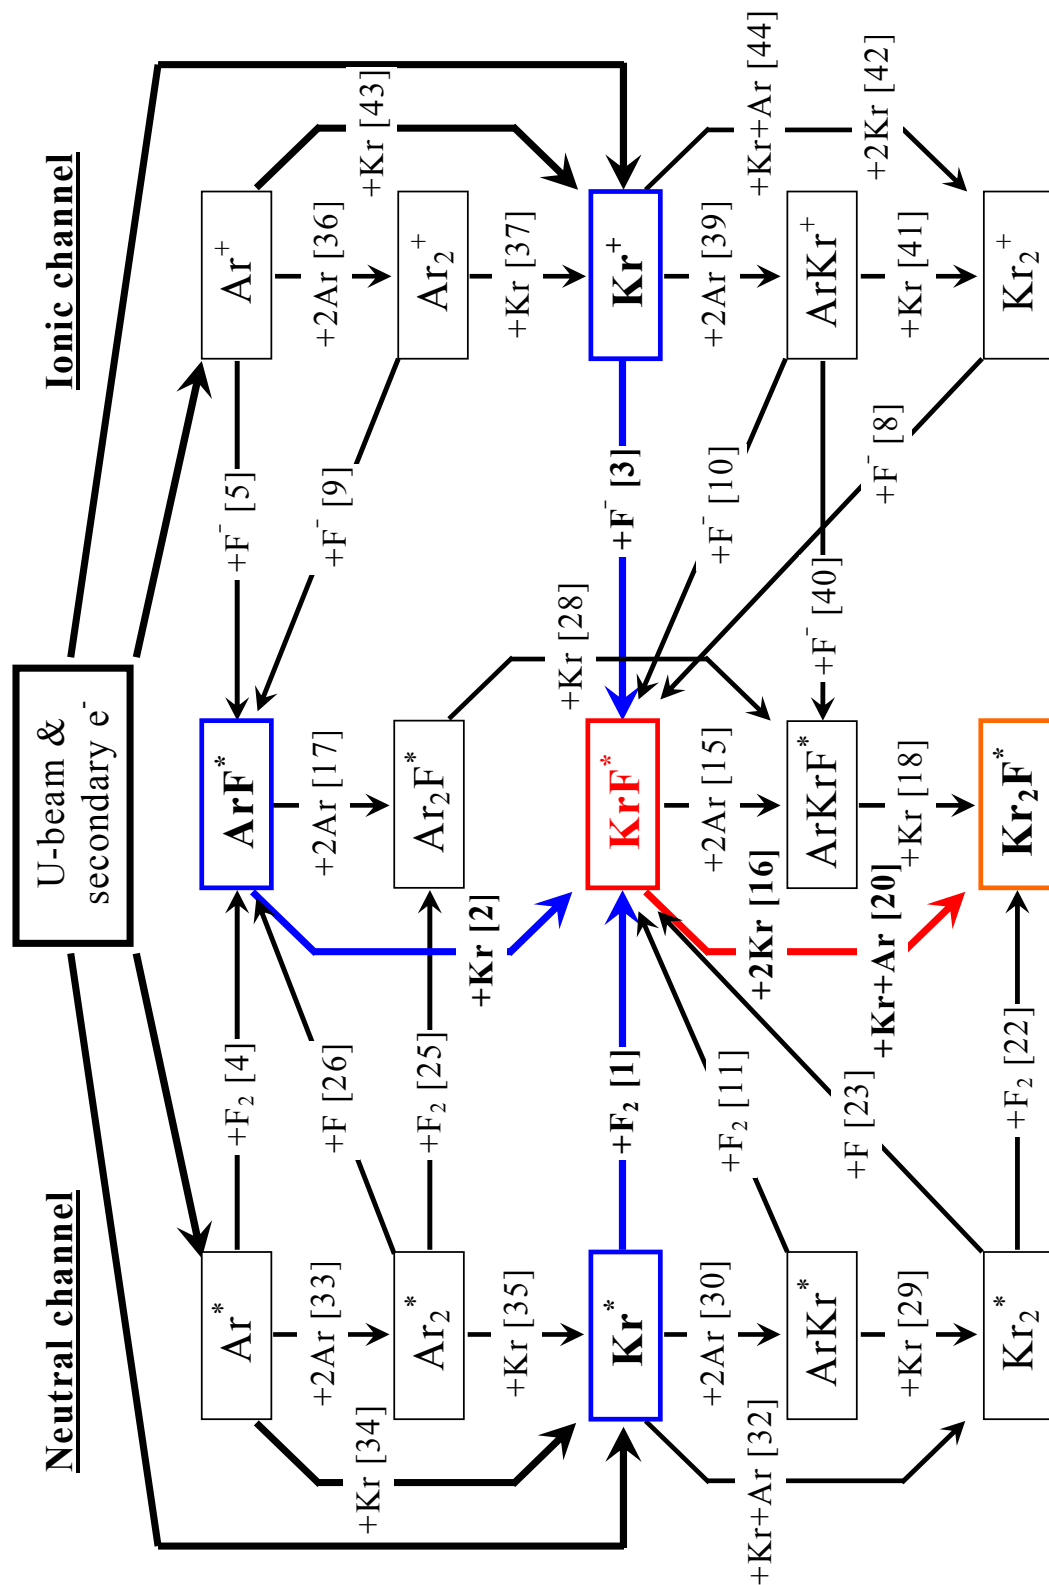 U-beam &
secondary e⁻
Neutral channel
Ionic channel
Ar*
+F₂ [4]
ArF*
+F⁻ [5]
Ar⁺
+Kr [34]
+2Ar [33]
+F [26]
+2Ar [17]
+F⁻ [9]
+2Ar [36]
+Kr [43]
Ar₂*
+F₂ [25]
Ar₂F*
Ar₂⁺
+Kr [35]
+Kr [2]
+Kr [28]
+Kr [37]
Kr*
+F₂ [1]
KrF*
+F⁻ [3]
Kr⁺
+Kr+Ar [32]
+2Ar [30]
+F₂ [11]
+2Kr [16]
+2Ar [15]
+F⁻ [10]
+2Ar [39]
+Kr+Ar [44]
ArKr*
ArKrF*
+F⁻ [40]
ArKr⁺
+Kr [29]
+F [23]
+Kr+Ar [20]
+Kr [18]
+F⁻ [8]
+Kr [41]
+2Kr [42]
Kr₂*
+F₂ [22]
Kr₂F*
Kr₂⁺